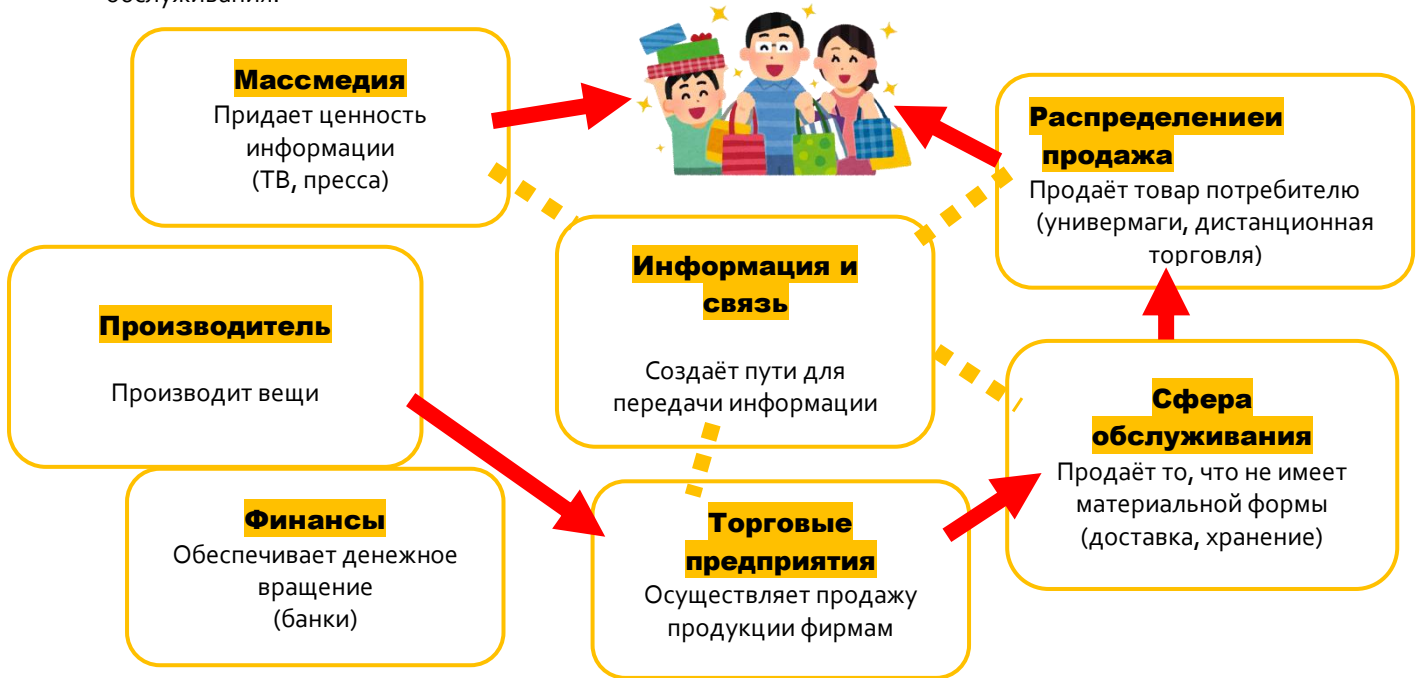 обслуживания.
Массмедия
Придает ценность
информации
(ТВ, пресса)
Распределениеи
продажа
Продаёт товар потребителю
(универмаги, дистанционная
торговля)
Информация и
связь
Создаёт пути для
передачи информации
Производитель
Производит вещи
Сфера
обслуживания
Продаёт то, что не имеет
материальной формы
(доставка, хранение)
Финансы
Обеспечивает денежное
вращение
(банки)
Торговые
предприятия
Осуществляет продажу
продукции фирмам